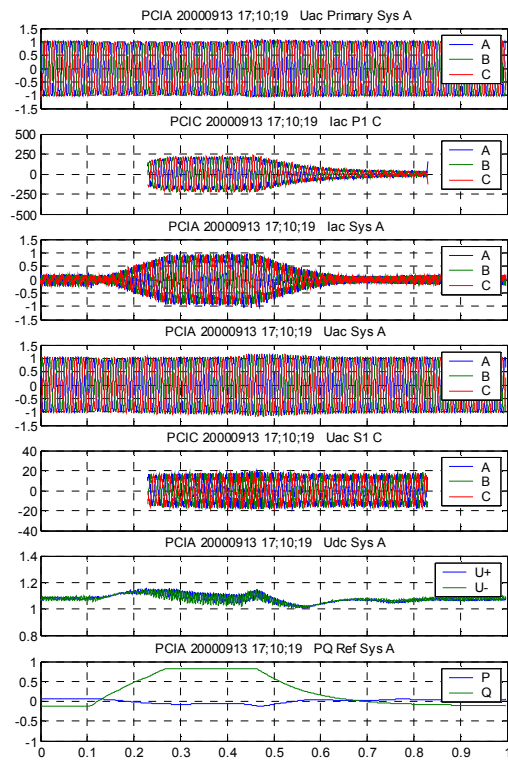 PCIA 20000913 17;10;19 Uac Primary Sys A
1.5
1
0.5
0
-0.5
-1
-1.5
A
B
C
PCIC 20000913 17;10;19 Iac P1 C
500
250
0
-250
-500
A
B
C
PCIA 20000913 17;10;19 Iac Sys A
1.5
1
0.5
0
-0.5
-1
-1.5
A
B
C
PCIA 20000913 17;10;19 Uac Sys A
1.5
1
0.5
0
-0.5
-1
-1.5
A
B
C
PCIC 20000913 17;10;19 Uac S1 C
40
20
0
-20
-40
A
B
C
PCIA 20000913 17;10;19 Udc Sys A
1.4
1.2
1
0.8
U+
U-
PCIA 20000913 17;10;19 PQ Ref Sys A
1
0.5
0
-0.5
-1
P
Q
0 0.1 0.2 0.3 0.4 0.5 0.6 0.7 0.8 0.9 1